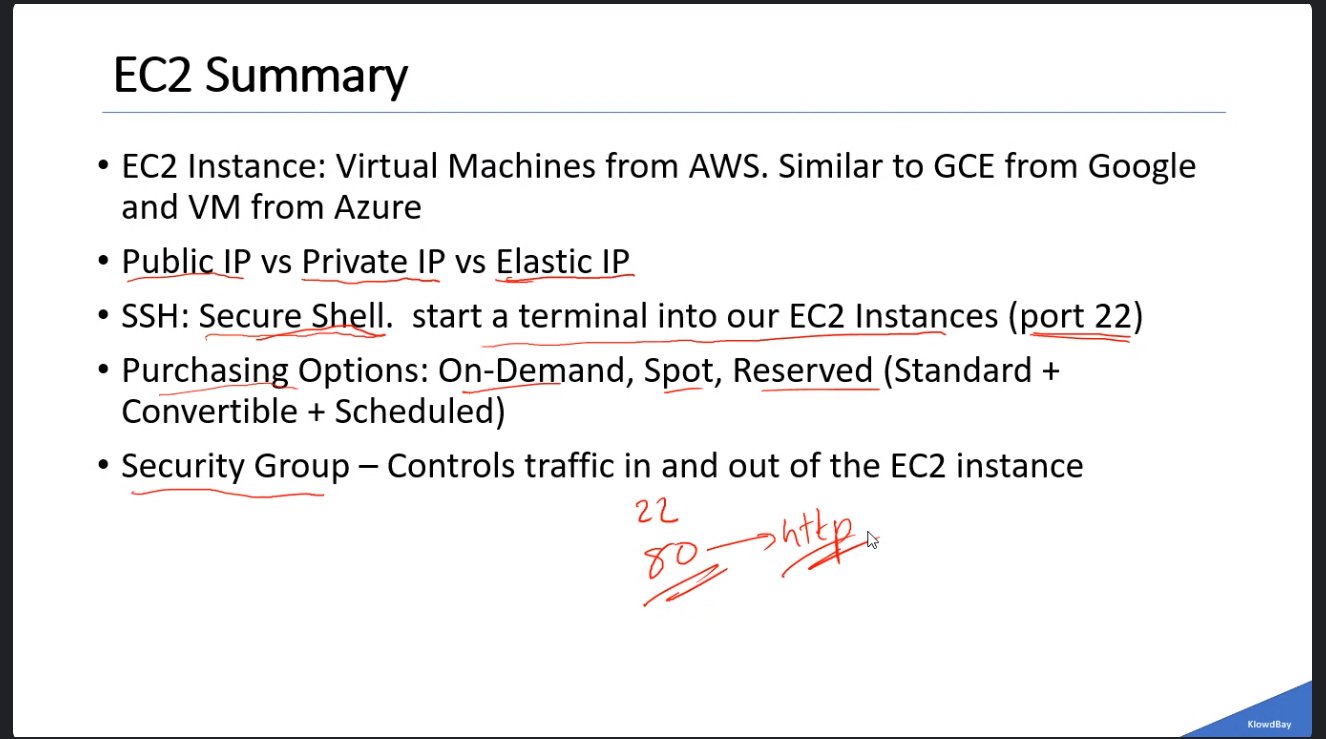 EC2 Summary
• EC2 Instance: Virtual Machines from AWS. Similar to GCE from Google
and VM from Azure
• Public IP vs Private IP vs Elastic IP
• SSH: Secure Shell. start a terminal into our EC2 Instances (port 22)
• Purchasing Options: On-Demand, Spot, Reserved (Standard +
Convertible + Scheduled)
• Security Group – Controls traffic in and out of the EC2 instance
22
80 → http
KlowdBay